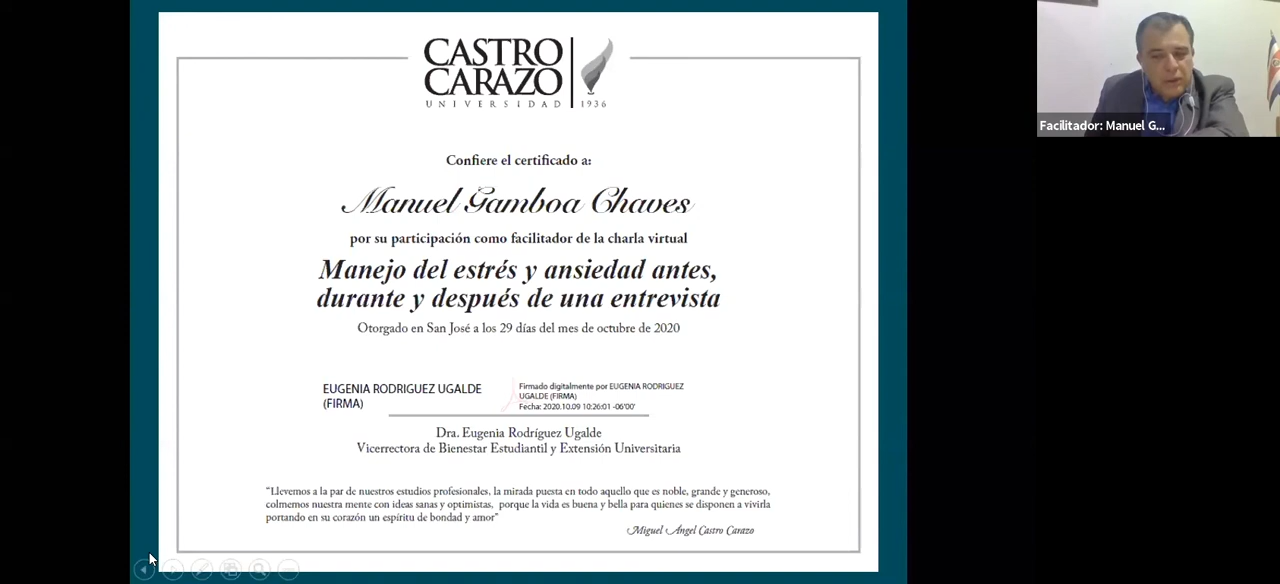 CASTRO
CARAZO
UNIVERSIDAD 1936
Confiere el certificado a:
Manuel Gamboa Chaves
por su participación como facilitador de la charla virtual
Manejo del estrés y ansiedad antes,
durante y después de una entrevista
Otorgado en San José a los 29 días del mes de octubre de 2020
EUGENIA RODRIGUEZ UGALDE
(FIRMA)
Firmado digitalmente por EUGENIA RODRIGUEZ
UGALDE (FIRMA)
Fecha: 2020.10.09 10:26:01 -06'00'
Dra. Eugenia Rodríguez Ugalde
Vicerrectora de Bienestar Estudiantil y Extensión Universitaria
“Llevemos a la par de nuestros estudios profesionales, la mirada puesta en todo aquello que es noble, grande y generoso,
colmemos nuestra mente con ideas sanas y optimistas, porque la vida es buena y bella para quienes se disponen a vivirla
portando en su corazón un espíritu de bondad y amor”
Miguel Ángel Castro Carazo
Facilitador: Manuel G...